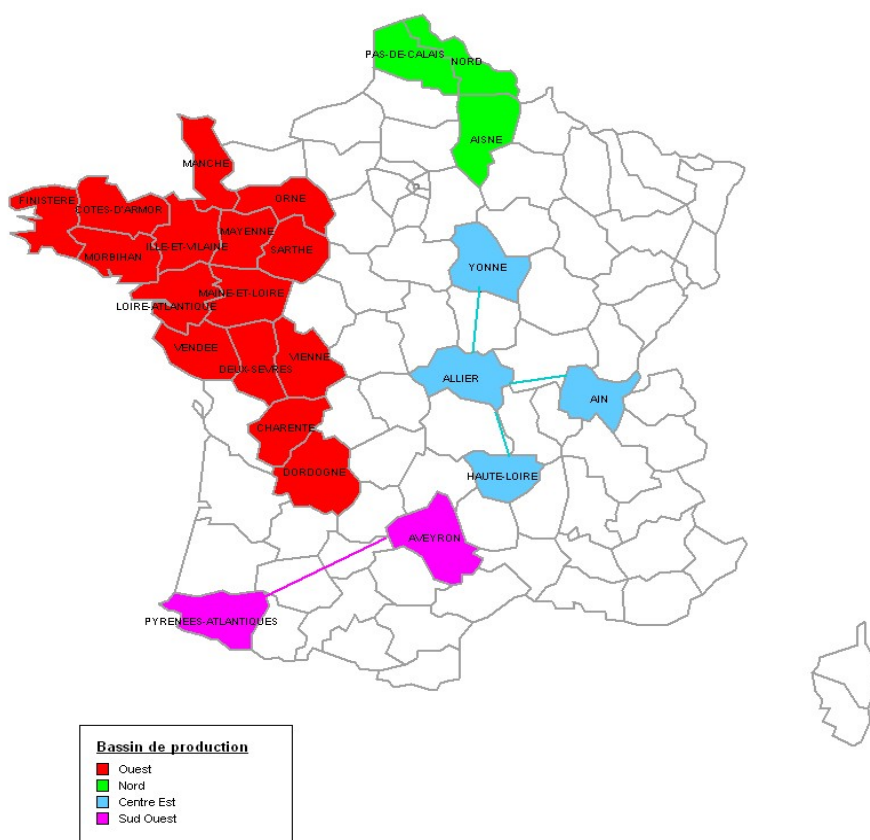 PAS-DE-CALAIS
NORD
AISNE
MANCHE
ORNE
FINISTERE
COTES-D'ARMOR
MAYENNE
ILLE-ET-VILAINE
SARTHE
MORBIHAN
YONNE
MAINE-ET-LOIRE
LOIRE-ATLANTIQUE
VENDEE
VIENNE
DEUX-SEVRES
ALLIER
AIN
CHARENTE
DORDOGNE
HAUTE-LOIRE
AVEYRON
PYRENEES-ATLANTIQUES
Bassin de production
Ouest
Nord
Centre Est
Sud Ouest